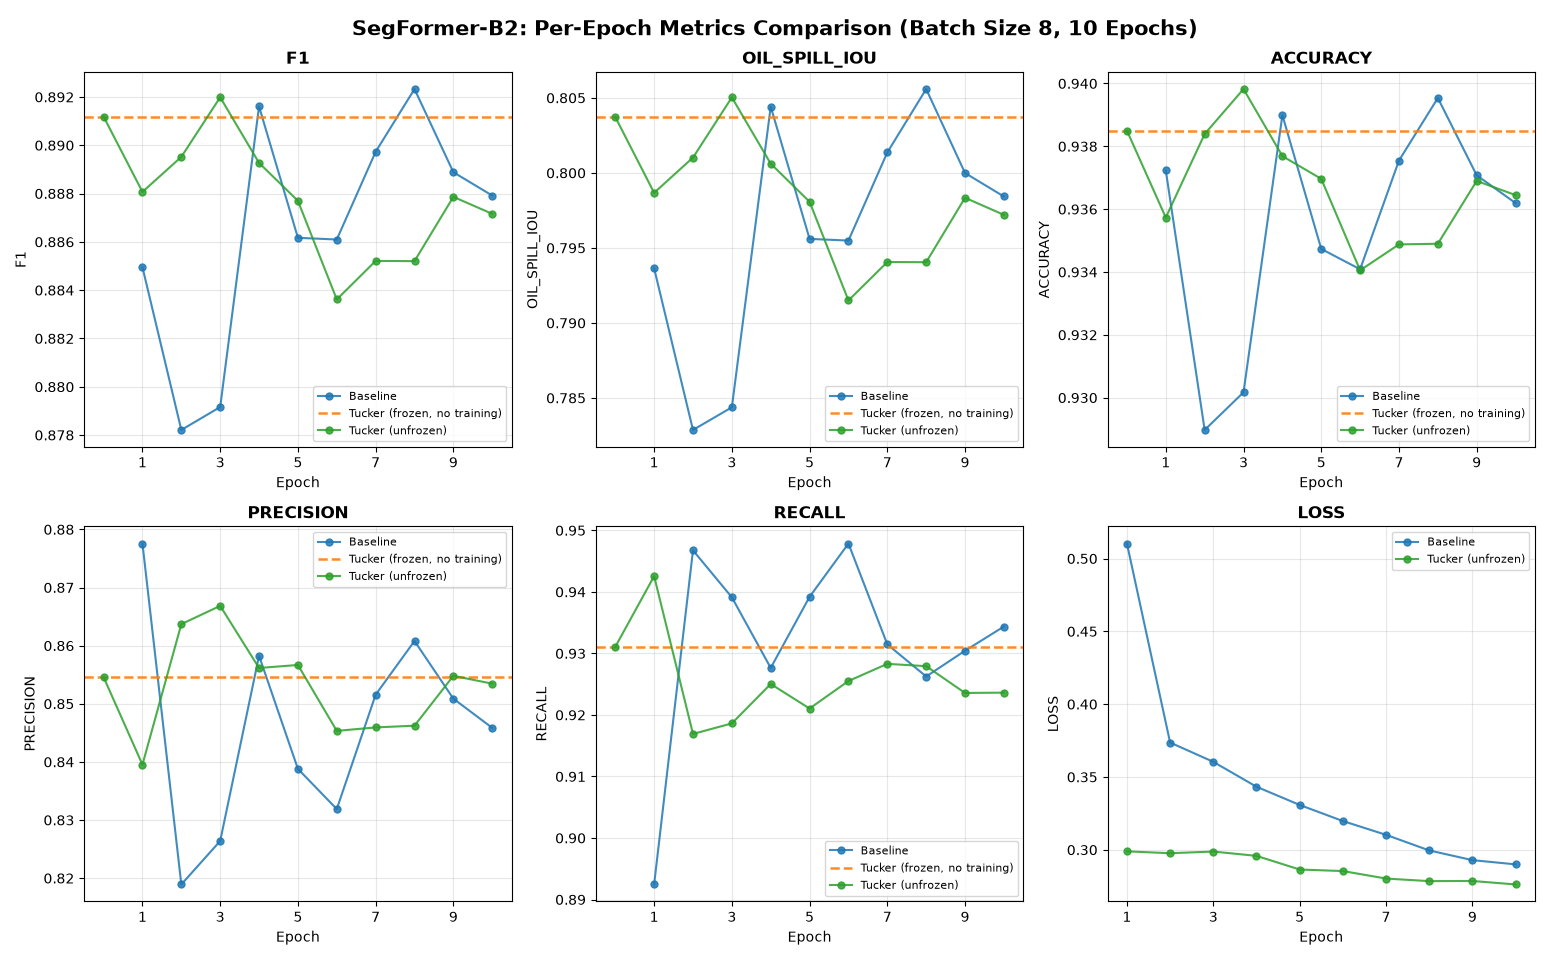 SegFormer-B2: Per-Epoch Metrics Comparison (Batch Size 8, 10 Epochs)
F1
0.892
0.890
0.888
0.886
0.884
0.882
0.880
0.878
F1
1
3
5
7
9
Epoch
Baseline
Tucker (frozen, no training)
Tucker (unfrozen)
OIL_SPILL_IOU
0.805
0.800
0.795
0.790
0.785
OIL_SPILL_IOU
1
3
5
7
9
Epoch
Baseline
Tucker (frozen, no training)
Tucker (unfrozen)
ACCURACY
0.940
0.938
0.936
0.934
0.932
0.930
ACCURACY
1
3
5
7
9
Epoch
Baseline
Tucker (frozen, no training)
Tucker (unfrozen)
PRECISION
0.88
0.87
0.86
0.85
0.84
0.83
0.82
PRECISION
1
3
5
7
9
Epoch
Baseline
Tucker (frozen, no training)
Tucker (unfrozen)
RECALL
0.95
0.94
0.93
0.92
0.91
0.90
0.89
RECALL
1
3
5
7
9
Epoch
Baseline
Tucker (frozen, no training)
Tucker (unfrozen)
LOSS
0.50
0.45
0.40
0.35
0.30
LOSS
1
3
5
7
9
Epoch
Baseline
Tucker (unfrozen)